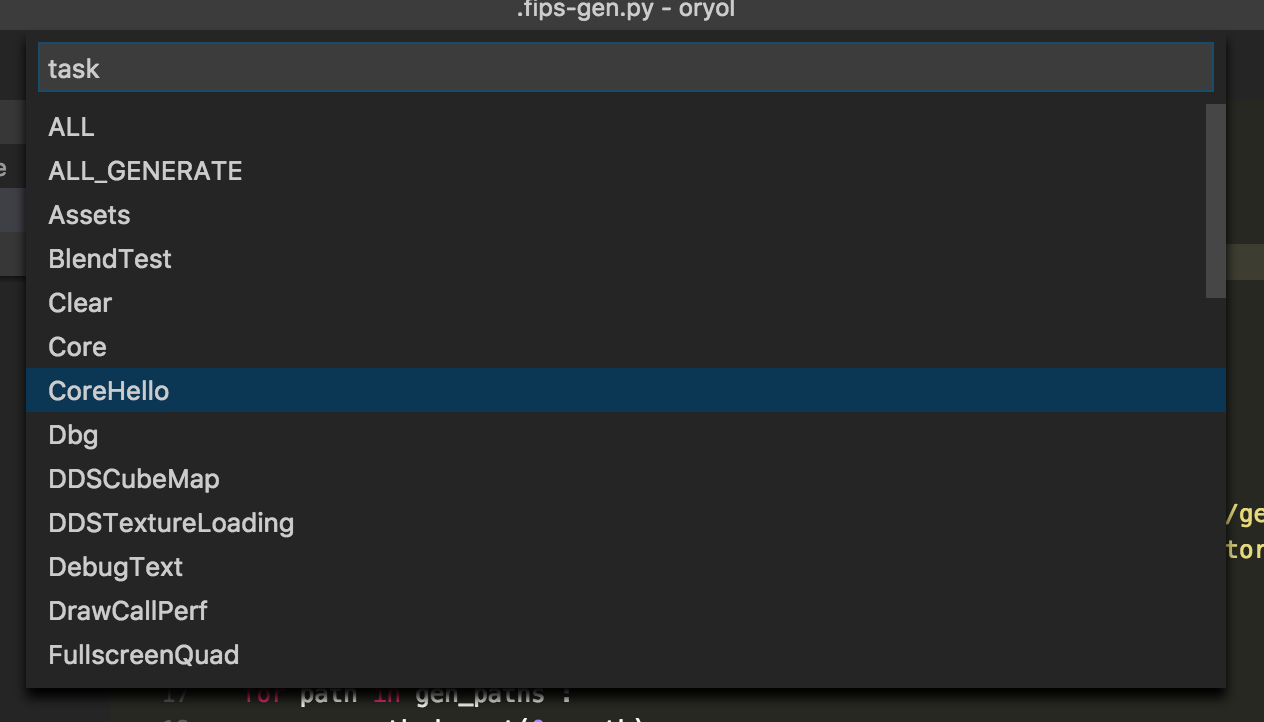 .fips-gen.py - oryol
task
ALL
ALL_GENERATE
Assets
BlendTest
Clear
Core
CoreHello
Dbg
DDSCubeMap
DDSTextureLoading
/ge
DebugText
tor
DrawCallPerf
FullscreenQuad
17 for path in gen_paths :